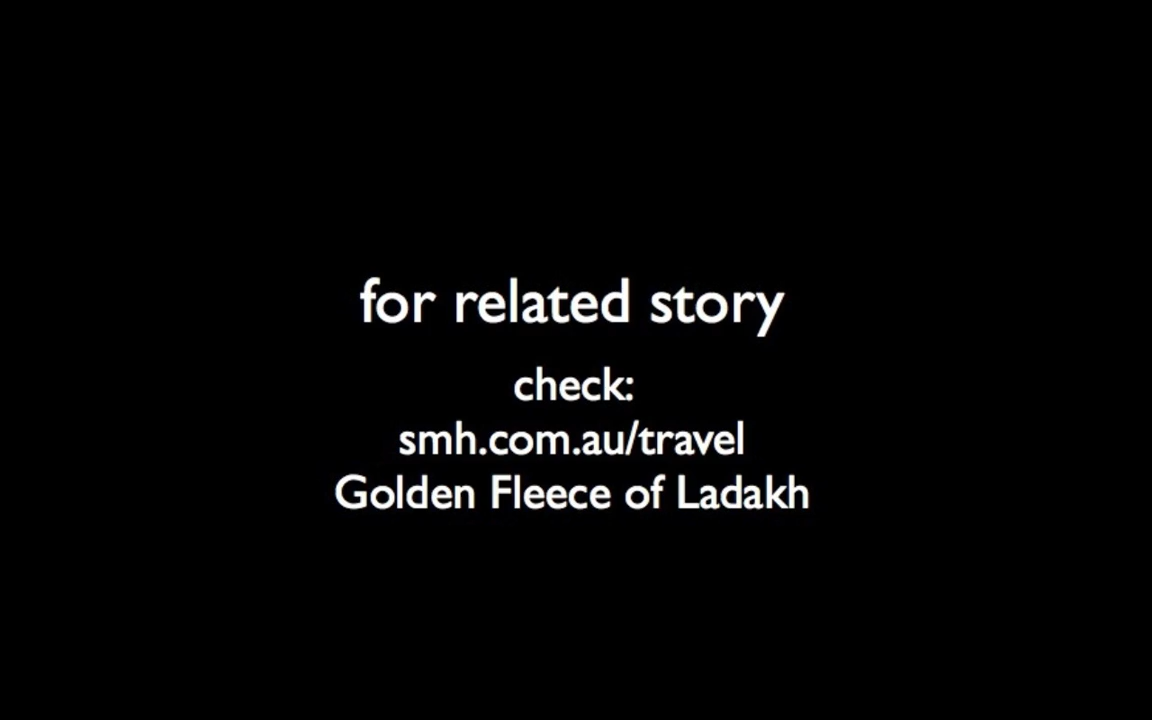 for related story
check:
smh.com.au/travel
Golden Fleece of Ladakh